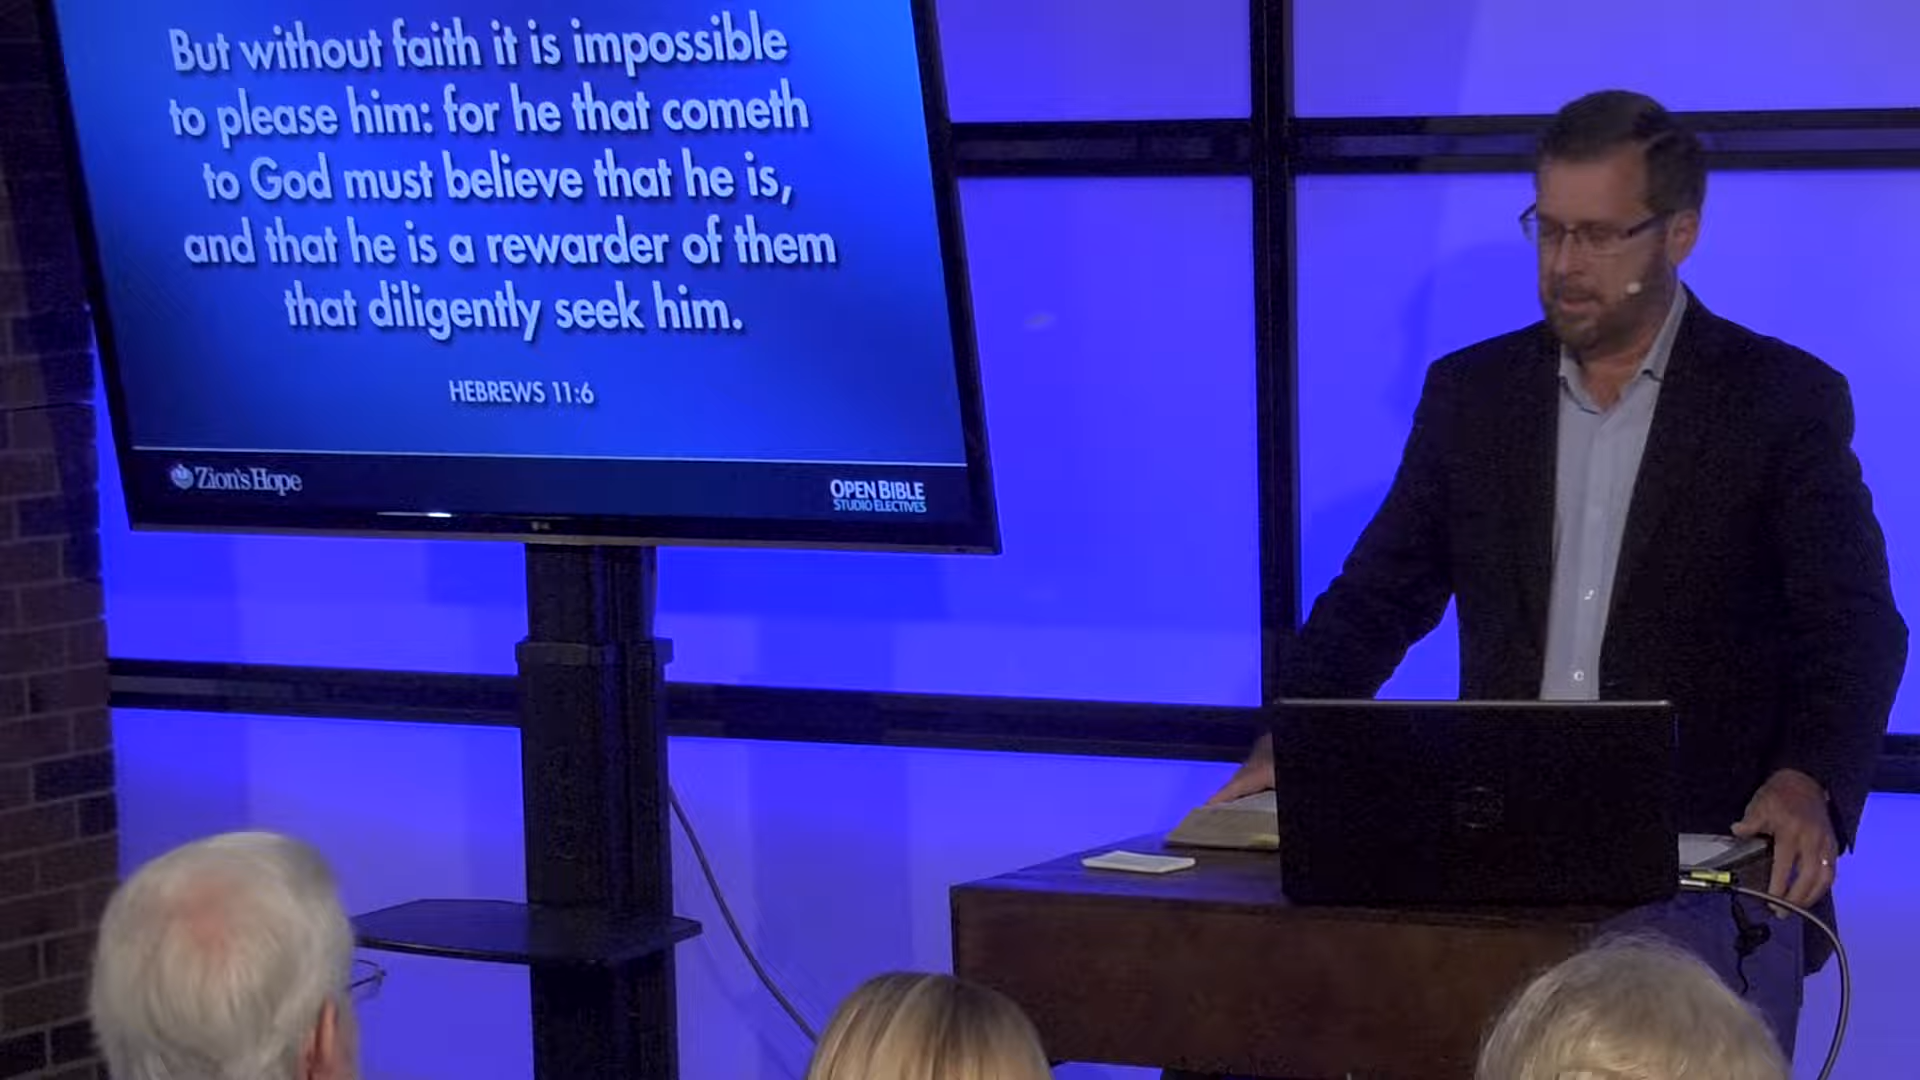 But without faith it is impossible
to please him: for he that cometh
to God must believe that he is,
and that he is a rewarder of them
that diligently seek him.
HEBREWS 11:6
Zion's Hope
OPEN BIBLE
STUDIO ELECTIVES